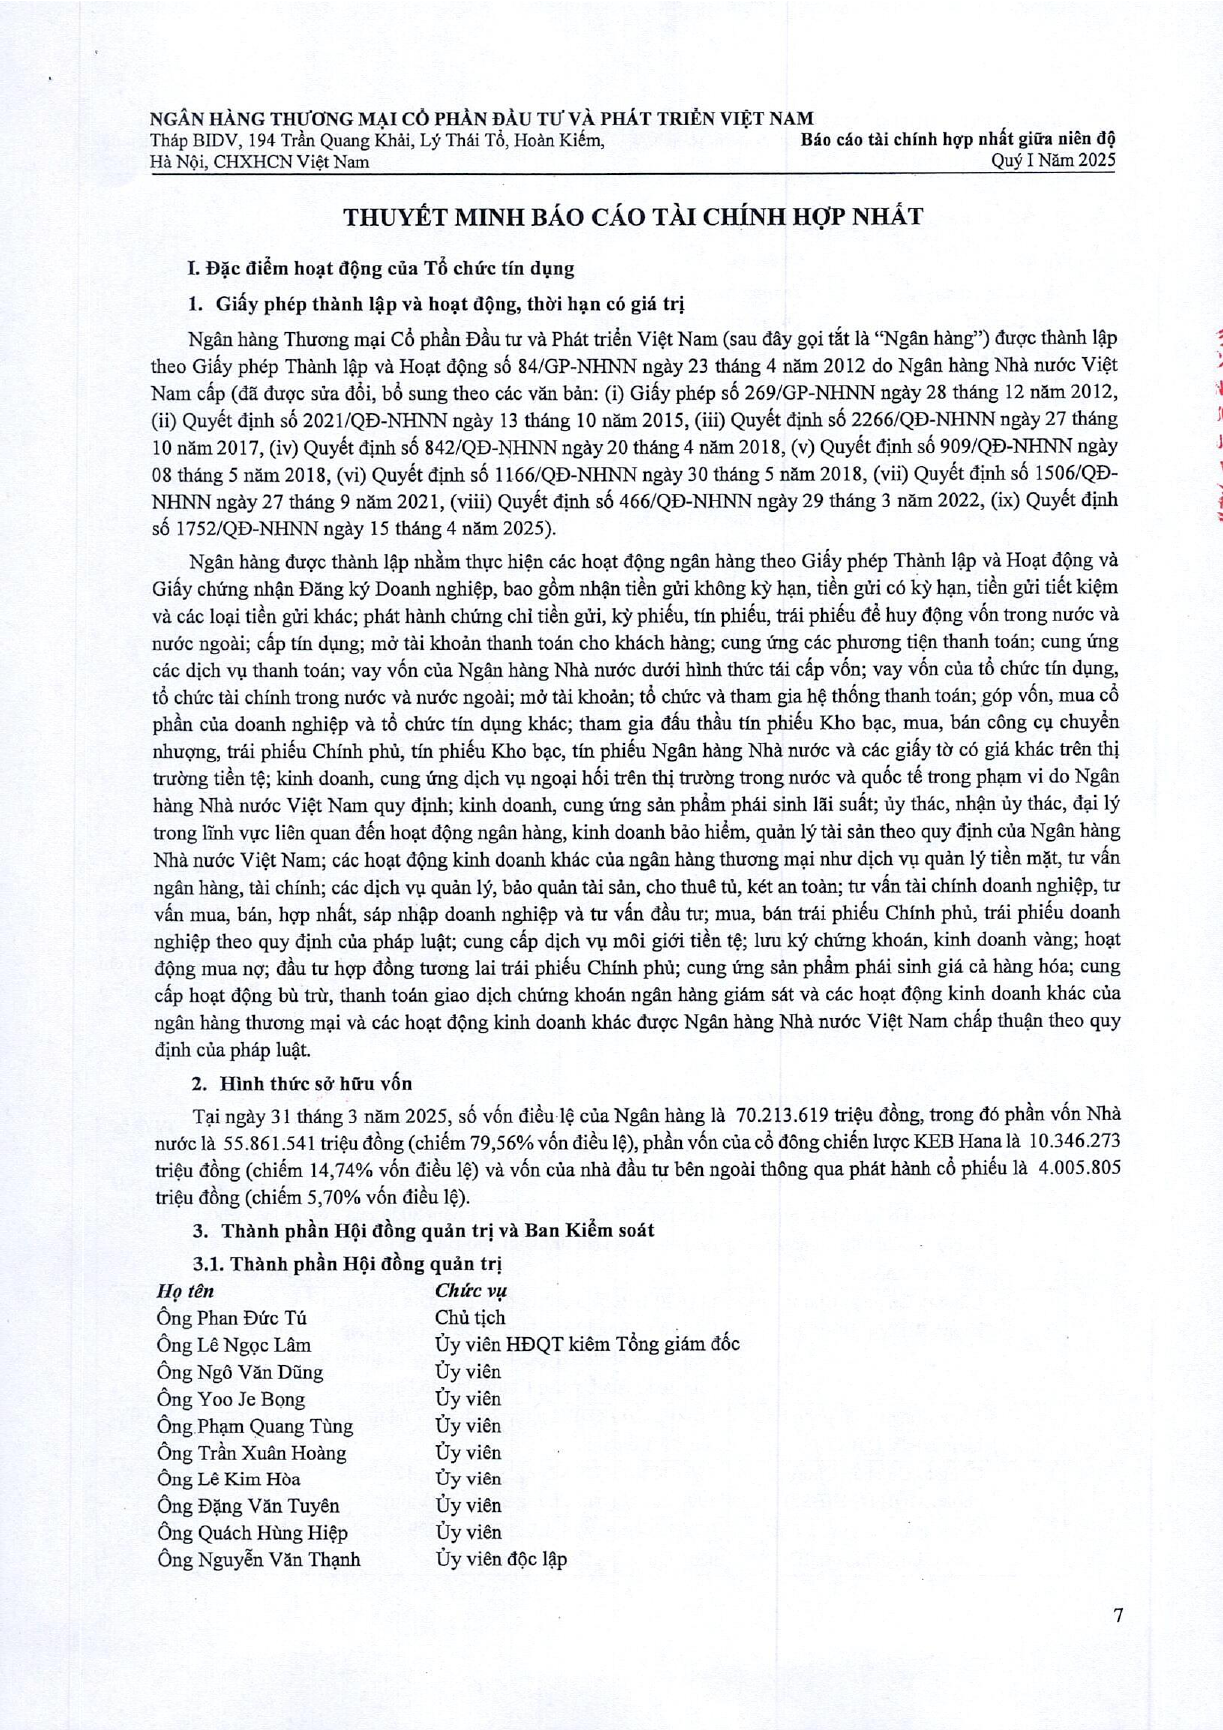 NGÂN HÀNG THƯƠNG MẠI CỔ PHẦN ĐẦU TƯ VÀ PHÁT TRIỂN VIỆT NAM
Tháp BIDV, 194 Trần Quang Khải, Lý Thái Tổ, Hoàn Kiếm,
Báo cáo tài chính hợp nhất giữa niên độ
Hà Nội, CHXHCN Việt Nam
Quý I Năm 2025
THUYẾT MINH BÁO CÁO TÀI CHÍNH HỢP NHẤT
I. Đặc điểm hoạt động của Tổ chức tín dụng
1. Giấy phép thành lập và hoạt động, thời hạn có giá trị
Ngân hàng Thương mại Cổ phần Đầu tư và Phát triển Việt Nam (sau đây gọi tắt là “Ngân hàng”) được thành lập
theo Giấy phép Thành lập và Hoạt động số 84/GP-NHNN ngày 23 tháng 4 năm 2012 do Ngân hàng Nhà nước Việt
Nam cấp (đã được sửa đổi, bổ sung theo các văn bản: (i) Giấy phép số 269/GP-NHNN ngày 28 tháng 12 năm 2012,
(ii) Quyết định số 2021/QĐ-NHNN ngày 13 tháng 10 năm 2015, (iii) Quyết định số 2266/QĐ-NHNN ngày 27 tháng
10 năm 2017, (iv) Quyết định số 842/QĐ-NHNN ngày 20 tháng 4 năm 2018, (v) Quyết định số 909/QĐ-NHNN ngày
08 tháng 5 năm 2018, (vi) Quyết định số 1166/QĐ-NHNN ngày 30 tháng 5 năm 2018, (vii) Quyết định số 1506/QĐ-
NHNN ngày 27 tháng 9 năm 2021, (viii) Quyết định số 466/QĐ-NHNN ngày 29 tháng 3 năm 2022, (ix) Quyết định
số 1752/QĐ-NHNN ngày 15 tháng 4 năm 2025).
Ngân hàng được thành lập nhằm thực hiện các hoạt động ngân hàng theo Giấy phép Thành lập và Hoạt động và
Giấy chứng nhận Đăng ký Doanh nghiệp, bao gồm nhận tiền gửi không kỳ hạn, tiền gửi có kỳ hạn, tiền gửi tiết kiệm
và các loại tiền gửi khác; phát hành chứng chỉ tiền gửi, kỳ phiếu, tín phiếu, trái phiếu để huy động vốn trong nước và
nước ngoài; cấp tín dụng; mở tài khoản thanh toán cho khách hàng; cung ứng các phương tiện thanh toán; cung ứng
các dịch vụ thanh toán; vay vốn của Ngân hàng Nhà nước dưới hình thức tái cấp vốn; vay vốn của tổ chức tín dụng,
tổ chức tài chính trong nước và nước ngoài; mở tài khoản; tổ chức và tham gia hệ thống thanh toán; góp vốn, mua cổ
phần của doanh nghiệp và tổ chức tín dụng khác; tham gia đấu thầu tín phiếu Kho bạc, mua, bán công cụ chuyển
nhượng, trái phiếu Chính phủ, tín phiếu Kho bạc, tín phiếu Ngân hàng Nhà nước và các giấy tờ có giá khác trên thị
trường tiền tệ; kinh doanh, cung ứng dịch vụ ngoại hối trên thị trường trong nước và quốc tế trong phạm vi do Ngân
hàng Nhà nước Việt Nam quy định; kinh doanh, cung ứng sản phẩm phái sinh lãi suất; ủy thác, nhận ủy thác, đại lý
trong lĩnh vực liên quan đến hoạt động ngân hàng, kinh doanh bảo hiểm, quản lý tài sản theo quy định của Ngân hàng
Nhà nước Việt Nam; các hoạt động kinh doanh khác của ngân hàng thương mại như dịch vụ quản lý tiền mặt, tư vấn
ngân hàng, tài chính; các dịch vụ quản lý, bảo quản tài sản, cho thuê tủ, két an toàn; tư vấn tài chính doanh nghiệp, tư
vấn mua, bán, hợp nhất, sáp nhập doanh nghiệp và tư vấn đầu tư; mua, bán trái phiếu Chính phủ, trái phiếu doanh
nghiệp theo quy định của pháp luật; cung cấp dịch vụ môi giới tiền tệ; lưu ký chứng khoán, kinh doanh vàng; hoạt
động mua nợ; đầu tư hợp đồng tương lai trái phiếu Chính phủ; cung ứng sản phẩm phái sinh giá cả hàng hóa; cung
cấp hoạt động bù trừ, thanh toán giao dịch chứng khoán ngân hàng giám sát và các hoạt động kinh doanh khác của
ngân hàng thương mại và các hoạt động kinh doanh khác được Ngân hàng Nhà nước Việt Nam chấp thuận theo quy
định của pháp luật.
2. Hình thức sở hữu vốn
Tại ngày 31 tháng 3 năm 2025, số vốn điều lệ của Ngân hàng là 70.213.619 triệu đồng, trong đó phần vốn Nhà
nước là 55.861.541 triệu đồng (chiếm 79,56% vốn điều lệ), phần vốn của cổ đông chiến lược KEB Hana là 10.346.273
triệu đồng (chiếm 14,74% vốn điều lệ) và vốn của nhà đầu tư bên ngoài thông qua phát hành cổ phiếu là 4.005.805
triệu đồng (chiếm 5,70% vốn điều lệ).
3. Thành phần Hội đồng quản trị và Ban Kiểm soát
3.1. Thành phần Hội đồng quản trị
Họ tên Chức vụ
Ông Phan Đức Tú Chủ tịch
Ông Lê Ngọc Lâm Ủy viên HĐQT kiêm Tổng giám đốc
Ông Ngô Văn Dũng Ủy viên
Ông Yoo Je Bong Ủy viên
Ông Phạm Quang Tùng Ủy viên
Ông Trần Xuân Hoàng Ủy viên
Ông Lê Kim Hòa Ủy viên
Ông Đặng Văn Tuyên Ủy viên
Ông Quách Hùng Hiệp Ủy viên
Ông Nguyễn Văn Thạnh Ủy viên độc lập
7